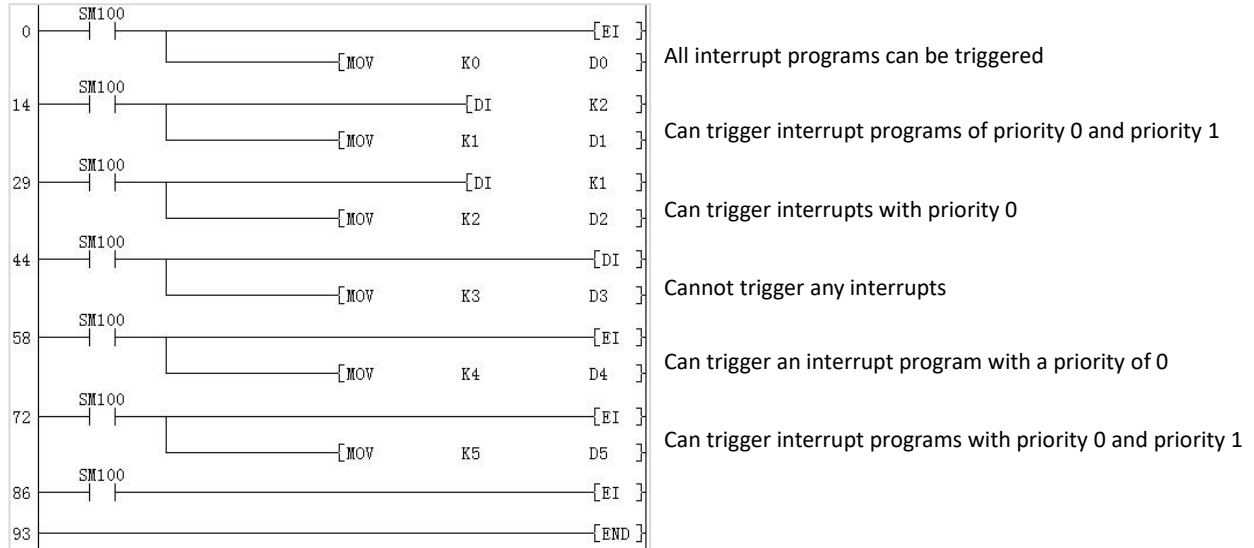 SM100
0 [EI ]
[MOV K0 D0 ] All interrupt programs can be triggered
SM100
14 [DI K2 ]
[MOV K1 D1 ] Can trigger interrupt programs of priority 0 and priority 1
SM100
29 [DI K1 ]
[MOV K2 D2 ] Can trigger interrupts with priority 0
SM100
44 [DI ]
[MOV K3 D3 ] Cannot trigger any interrupts
SM100
58 [EI ]
[MOV K4 D4 ] Can trigger an interrupt program with a priority of 0
SM100
72 [EI ]
[MOV K5 D5 ] Can trigger interrupt programs with priority 0 and priority 1
SM100
86 [EI ]
93 [END ]